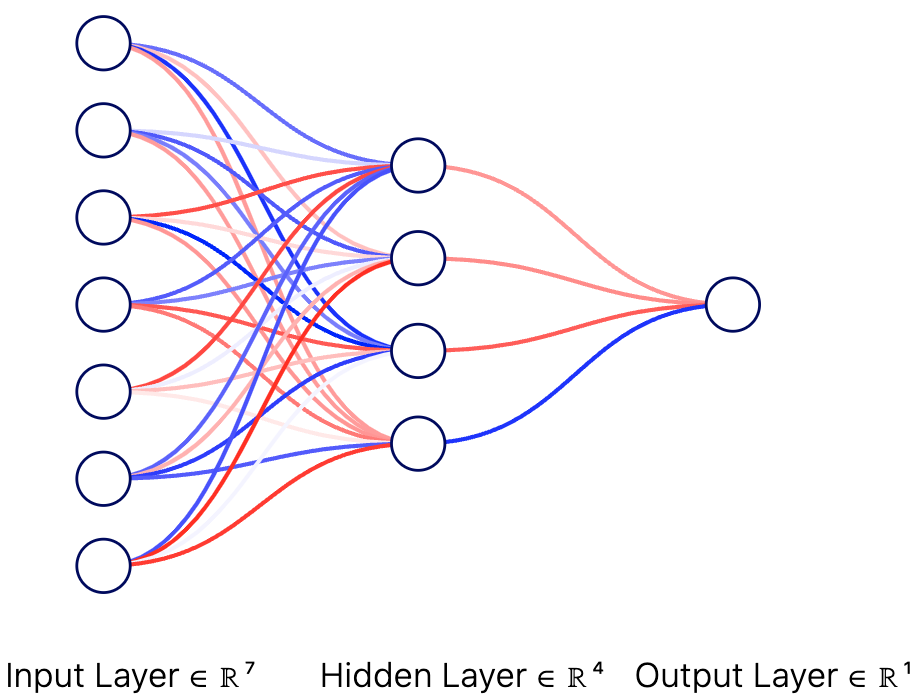 Input Layer ∈ ℝ⁷ Hidden Layer ∈ ℝ⁴ Output Layer ∈ ℝ¹